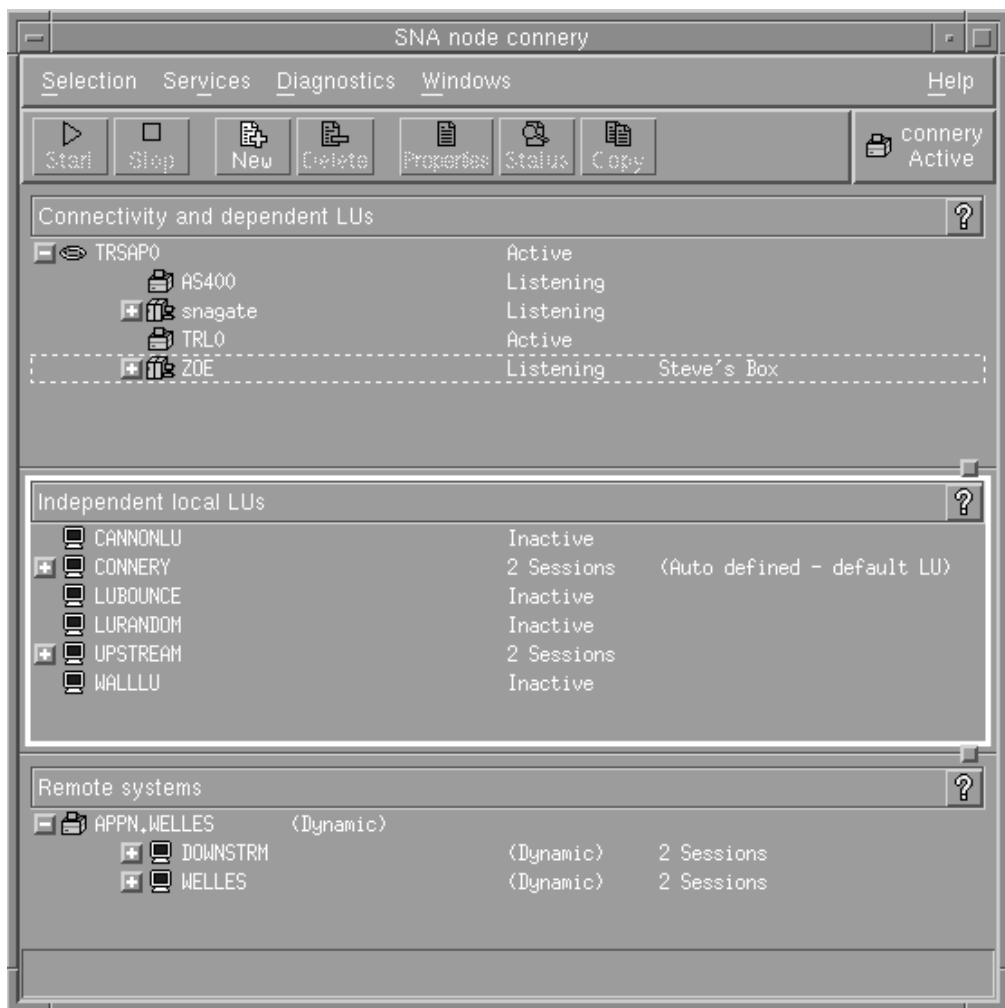 SNA node connery
Selection Services Diagnostics Windows Help
Start Stop New Delete Properties Status Copy connery Active
Connectivity and dependent LUs ?
TRSAP0 Active
AS400 Listening
snagate Listening
TRL0 Active
ZOE Listening Steve's Box
Independent local LUs ?
CANNONLU Inactive
CONNERY 2 Sessions (Auto defined - default LU)
LUBOUNCE Inactive
LURANDOM Inactive
UPSTREAM 2 Sessions
WALLLU Inactive
Remote systems ?
APPN.WELLES (Dynamic)
DOWNSTRM (Dynamic) 2 Sessions
WELLES (Dynamic) 2 Sessions